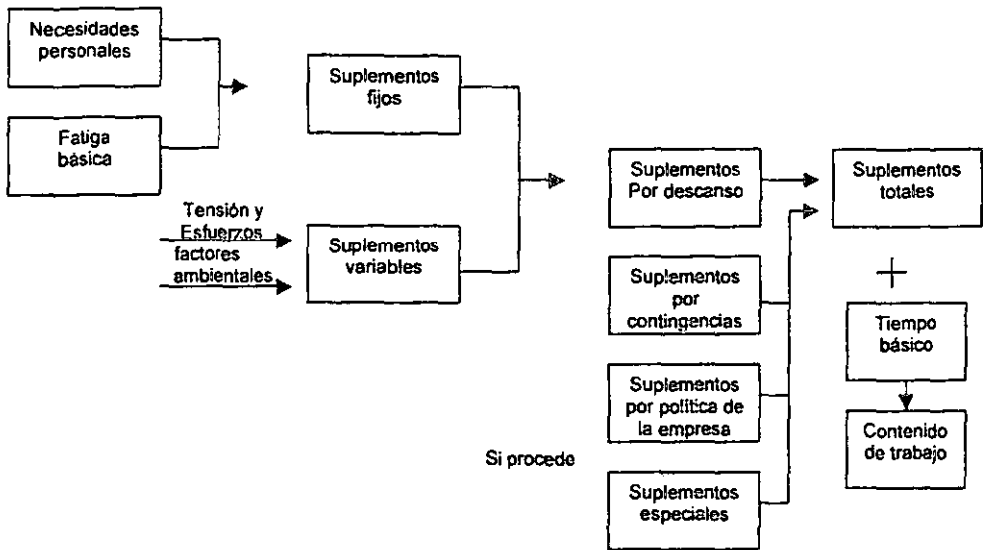 Necesidades
personales
Fatiga
básica
Tensión y
Esfuerzos
factores
ambientales
Suplementos
fijos
Suplementos
variables
Suplementos
Por descanso
Suplementos
por
contingencias
Suplementos
por política de
la empresa
Si procede
Suplementos
especiales
Suplementos
totales
+
Tiempo
básico
Contenido
de trabajo